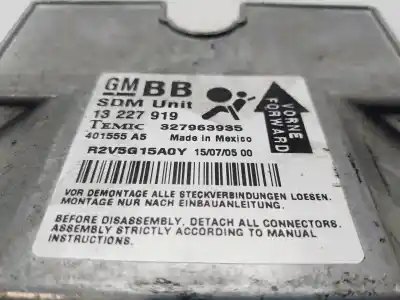 GM BB
SDM Unit
13 227 919
TEMIC 327963935
401555 A5 Made in Mexico
R2V5G15A0Y 15/07/05 00
VORNE
FORWARD
VOR DEMONTAGE ALLE STECKVERBINDUNGEN LOESEN.
MONTAGE NUR NACH EINBAUANLEITUNG.
BEFORE DISASSEMBLY, DETACH ALL CONNECTORS.
ASSEMBLY STRICTLY ACCORDING TO MANUAL
INSTRUCTIONS.